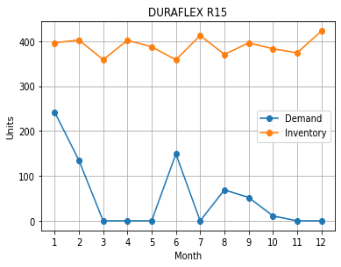 DURAFLEX R15
400
300
200
100
0
Units
Demand
Inventory
1 2 3 4 5 6 7 8 9 10 11 12
Month